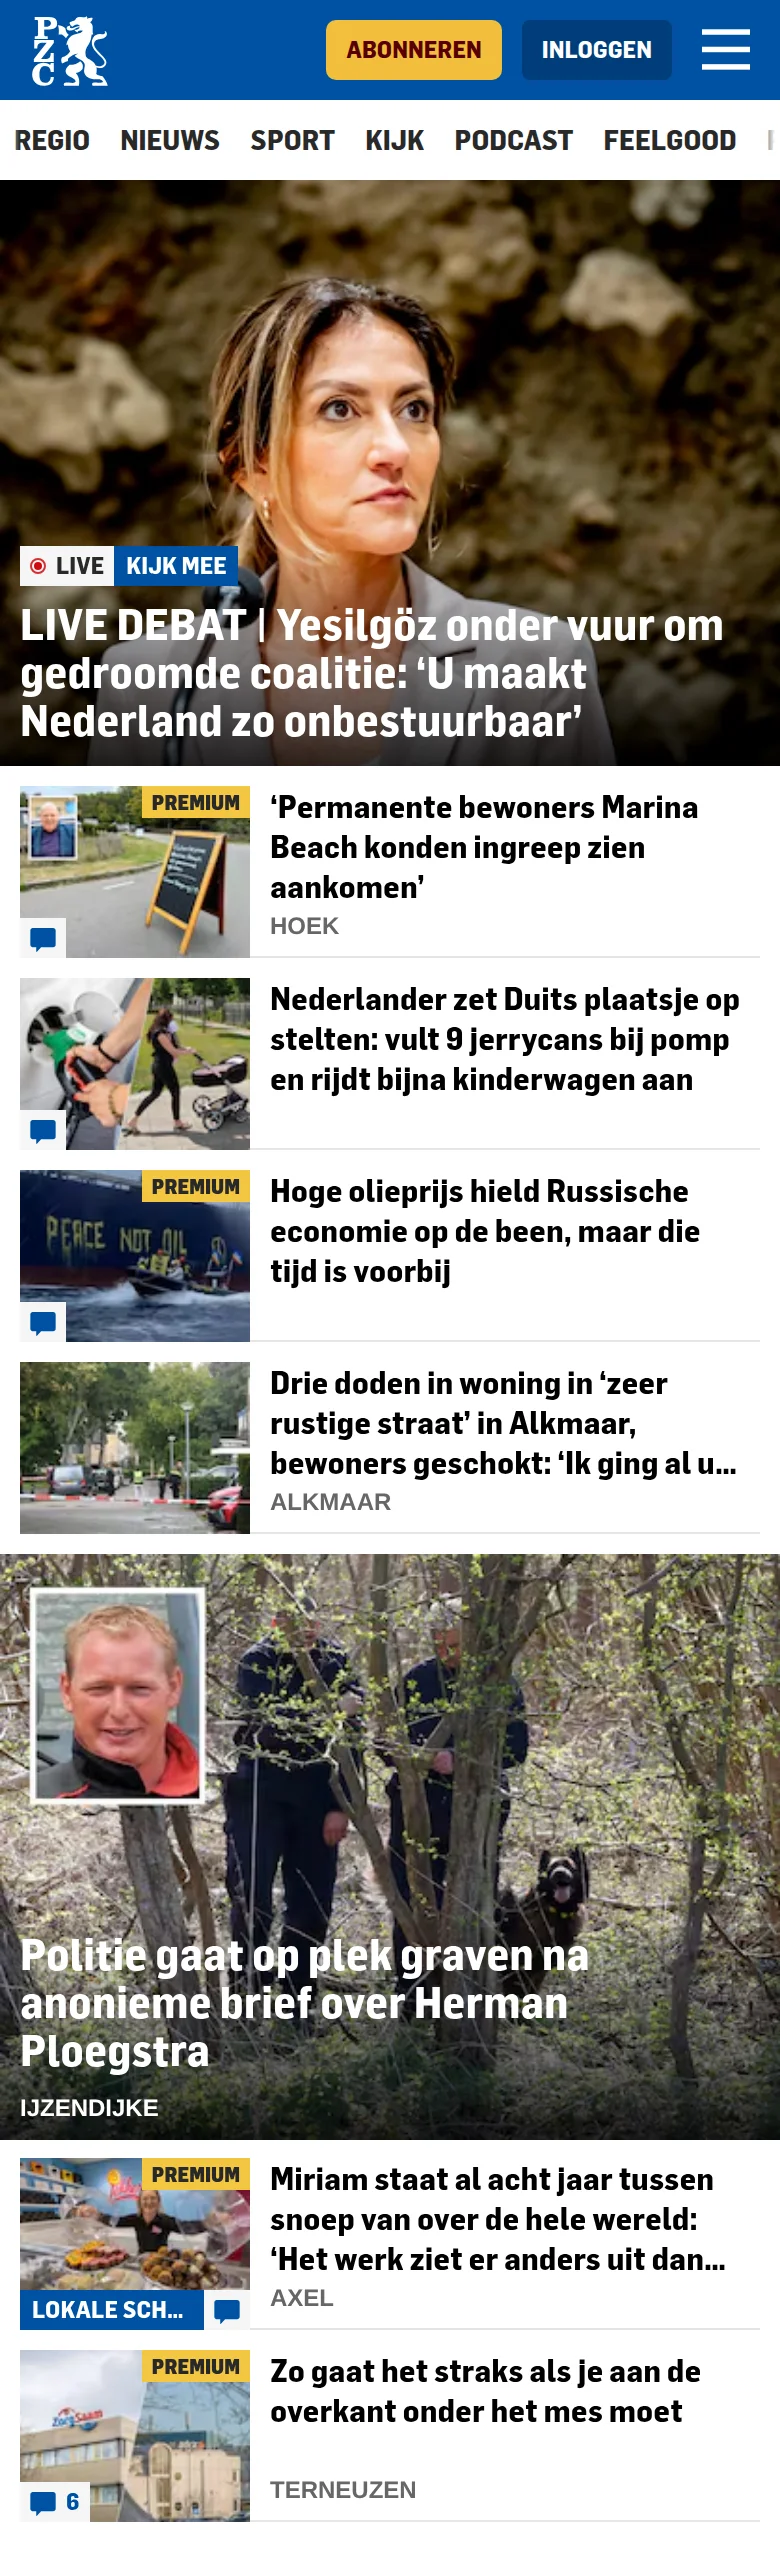 PZC
ABONNEREN
INLOGGEN
REGIO NIEUWS SPORT KIJK PODCAST FEELGOOD
LIVE KIJK MEE
LIVE DEBAT | Yesilgöz onder vuur om
gedroomde coalitie: ‘U maakt
Nederland zo onbestuurbaar’
PREMIUM
‘Permanente bewoners Marina
Beach konden ingreep zien
aankomen’
HOEK
Nederlander zet Duits plaatsje op
stelten: vult 9 jerrycans bij pomp
en rijdt bijna kinderwagen aan
PREMIUM
PEACE NOT OIL
Hoge olieprijs hield Russische
economie op de been, maar die
tijd is voorbij
Drie doden in woning in ‘zeer
rustige straat’ in Alkmaar,
bewoners geschokt: ‘Ik ging al u...
ALKMAAR
Politie gaat op plek graven na
anonieme brief over Herman
Ploegstra
IJZENDIJKE
PREMIUM
LOKALE SCH...
Miriam staat al acht jaar tussen
snoep van over de hele wereld:
‘Het werk ziet er anders uit dan...
AXEL
PREMIUM
ZorgSaam
6
Zo gaat het straks als je aan de
overkant onder het mes moet
TERNEUZEN